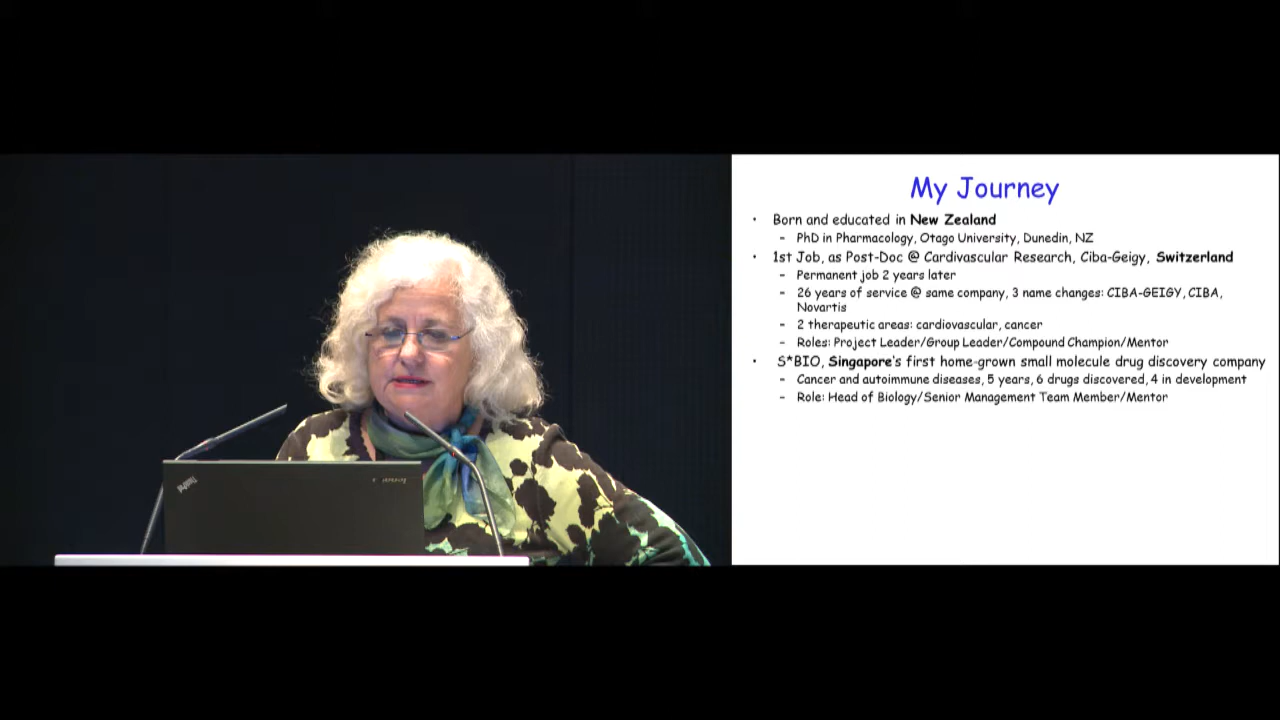 My Journey
• Born and educated in New Zealand
– PhD in Pharmacology, Otago University, Dunedin, NZ
• 1st Job, as Post-Doc @ Cardivascular Research, Ciba-Geigy, Switzerland
– Permanent job 2 years later
– 26 years of service @ same company, 3 name changes: CIBA-GEIGY, CIBA,
Novartis
– 2 therapeutic areas: cardiovascular, cancer
– Roles: Project Leader/Group Leader/Compound Champion/Mentor
• S*BIO, Singapore's first home-grown small molecule drug discovery company
– Cancer and autoimmune diseases, 5 years, 6 drugs discovered, 4 in development
– Role: Head of Biology/Senior Management Team Member/Mentor
ThinkPad